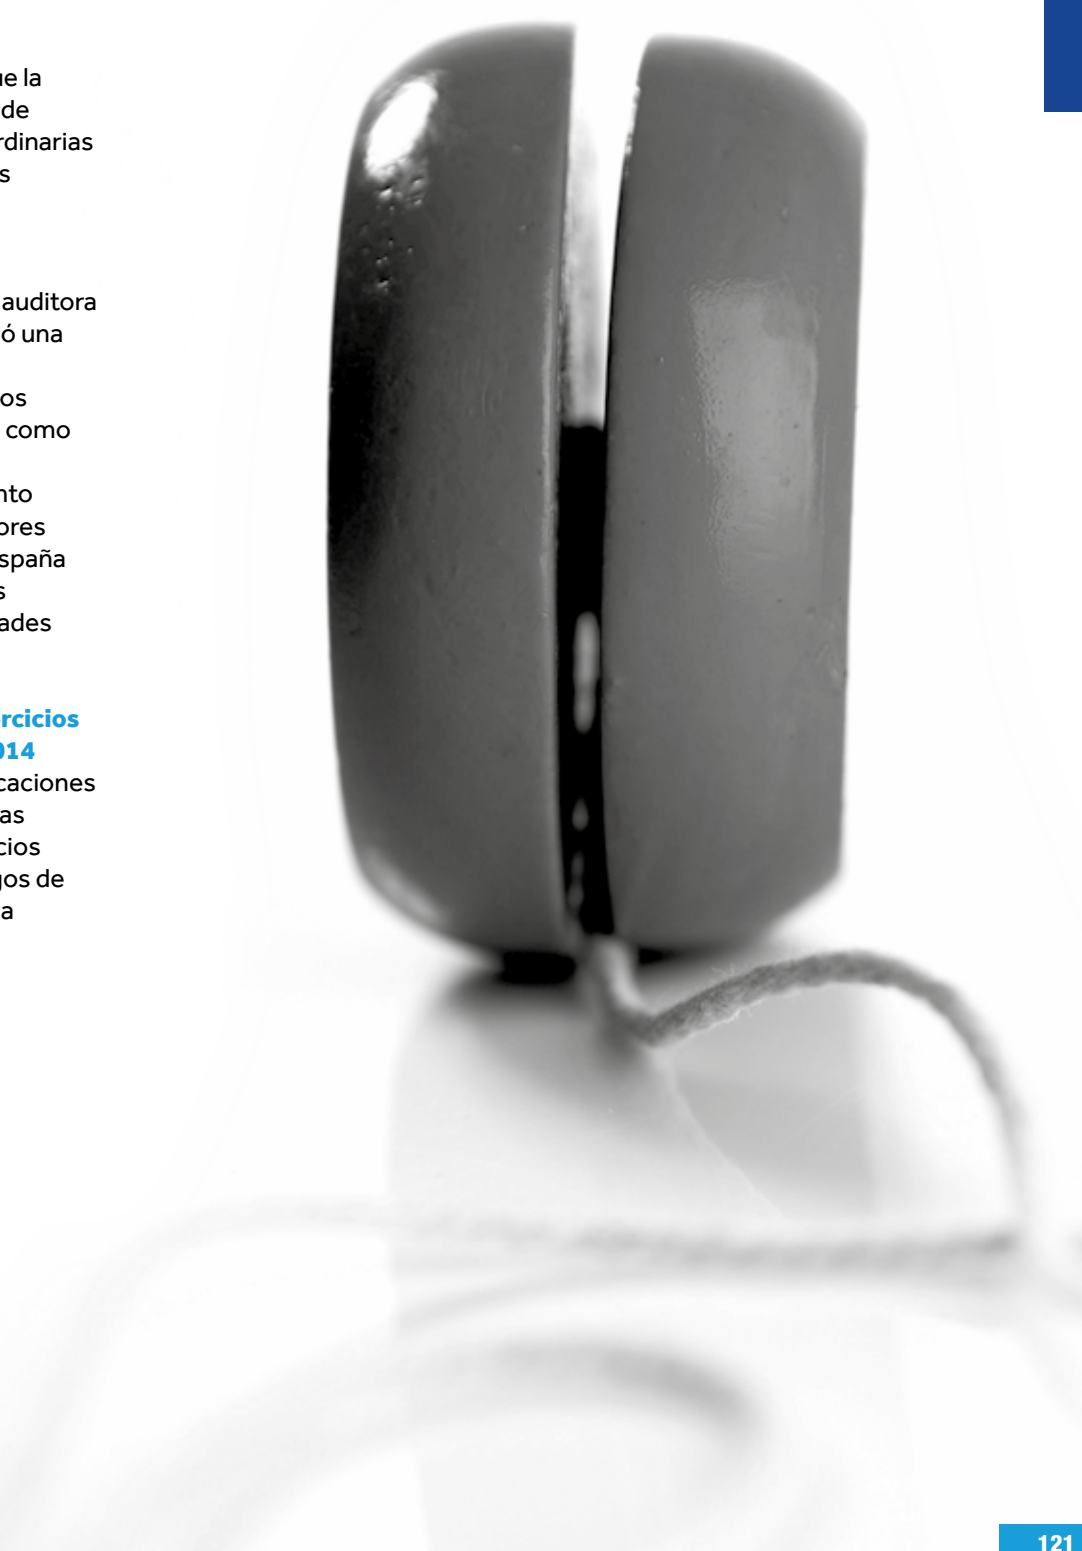 ue la
de
rdinarias
s
auditora
ó una
os
como
nto
ores
spaña
s
ades
rcicios
014
caciones
as
cios
gos de
a
121